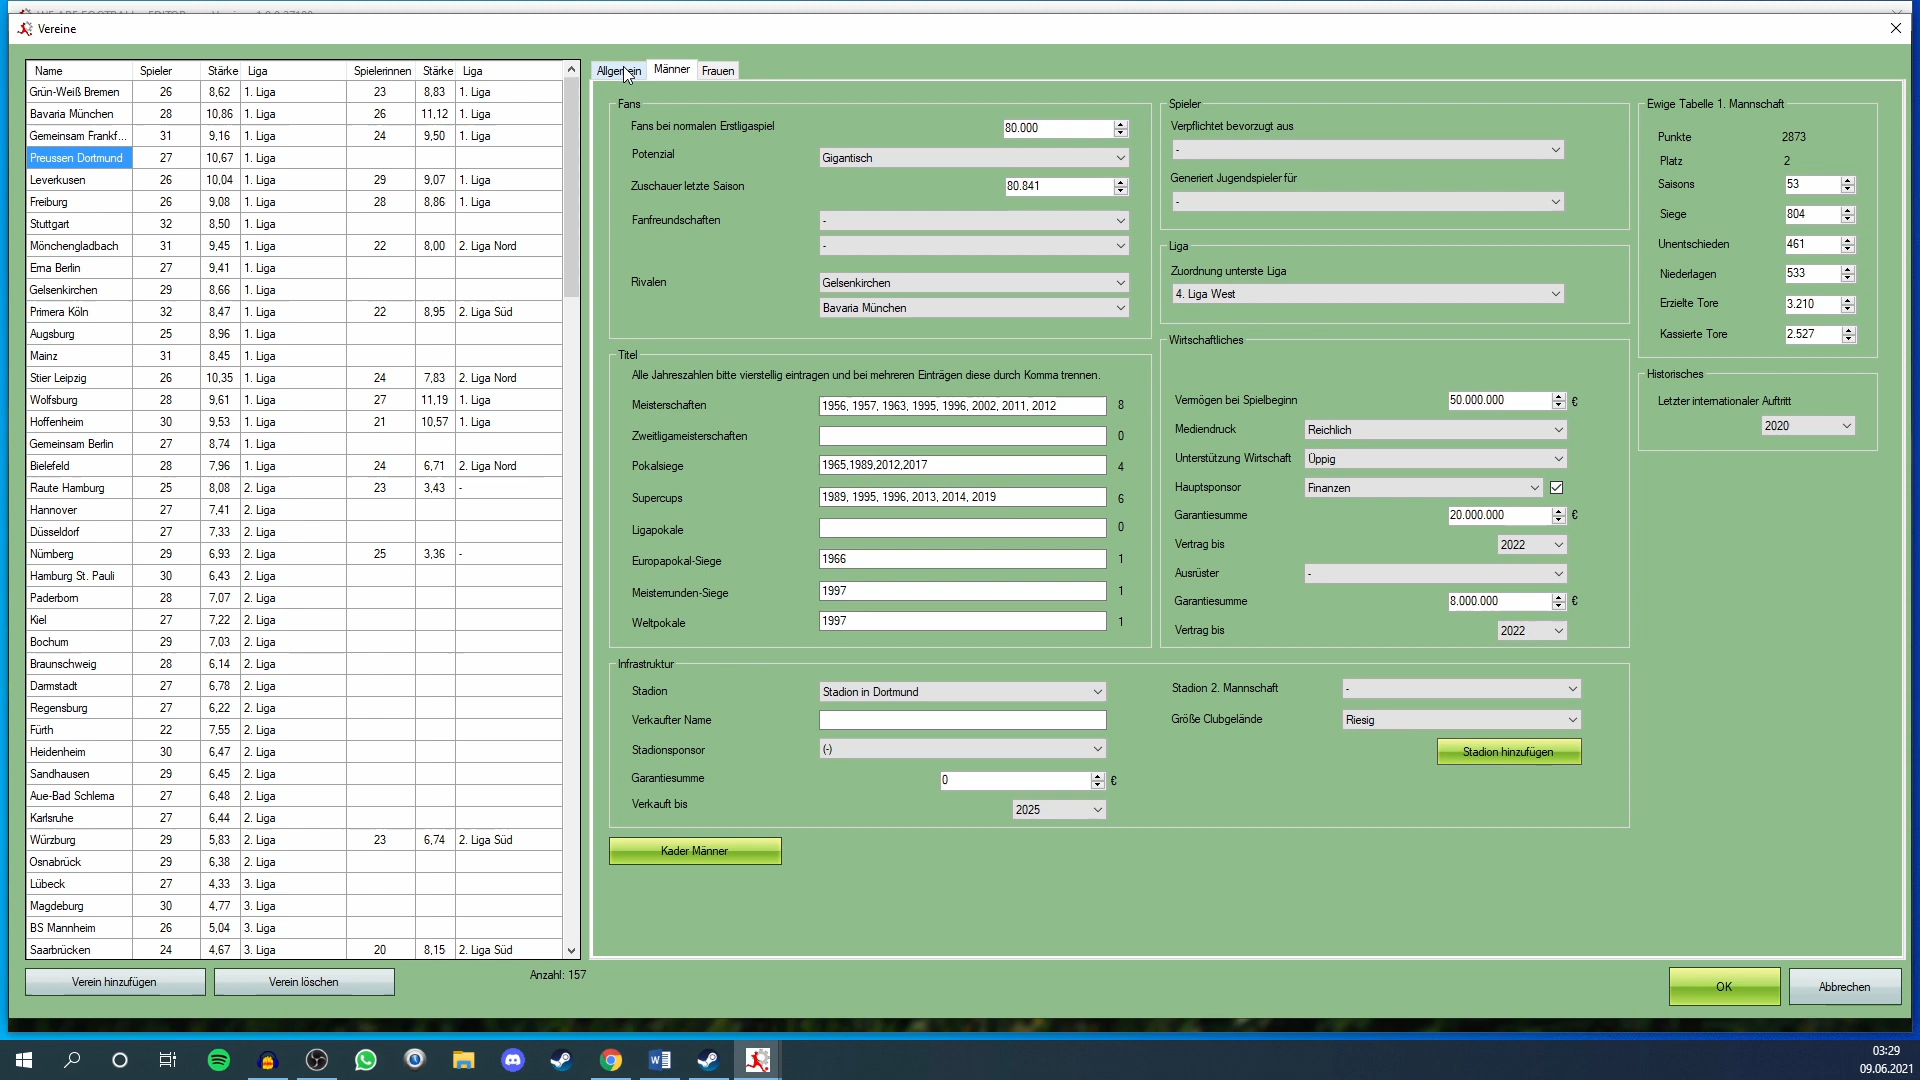 Vereine
Name Spieler Stärke Liga Spielerinnen Stärke Liga
Grün-Weiß Bremen 26 8,62 1. Liga 23 8,83 1. Liga
Bavaria München 28 10,86 1. Liga 26 11,12 1. Liga
Gemeinsam Frankf... 31 9,16 1. Liga 24 9,50 1. Liga
Preussen Dortmund 27 10,67 1. Liga
Leverkusen 26 10,04 1. Liga 29 9,07 1. Liga
Freiburg 26 9,08 1. Liga 28 8,86 1. Liga
Stuttgart 32 8,50 1. Liga
Mönchengladbach 31 9,45 1. Liga 22 8,00 2. Liga Nord
Erna Berlin 27 9,41 1. Liga
Gelsenkirchen 29 8,66 1. Liga
Primera Köln 32 8,47 1. Liga 22 8,95 2. Liga Süd
Augsburg 25 8,96 1. Liga
Mainz 31 8,45 1. Liga
Stier Leipzig 26 10,35 1. Liga 24 7,83 2. Liga Nord
Wolfsburg 28 9,61 1. Liga 27 11,19 1. Liga
Hoffenheim 30 9,53 1. Liga 21 10,57 1. Liga
Gemeinsam Berlin 27 8,74 1. Liga
Bielefeld 28 7,96 1. Liga 24 6,71 2. Liga Nord
Raute Hamburg 25 8,08 2. Liga 23 3,43 -
Hannover 27 7,41 2. Liga
Düsseldorf 27 7,33 2. Liga
Nürnberg 29 6,93 2. Liga 25 3,36 -
Hamburg St. Pauli 30 6,43 2. Liga
Paderborn 28 7,07 2. Liga
Kiel 27 7,22 2. Liga
Bochum 29 7,03 2. Liga
Braunschweig 28 6,14 2. Liga
Darmstadt 27 6,78 2. Liga
Regensburg 27 6,22 2. Liga
Fürth 22 7,55 2. Liga
Heidenheim 30 6,47 2. Liga
Sandhausen 29 6,45 2. Liga
Aue-Bad Schlema 27 6,48 2. Liga
Karlsruhe 27 6,44 2. Liga
Würzburg 29 5,83 2. Liga 23 6,74 2. Liga Süd
Osnabrück 29 6,38 2. Liga
Lübeck 27 4,33 3. Liga
Magdeburg 30 4,77 3. Liga
BS Mannheim 26 5,04 3. Liga
Saarbrücken 24 4,67 3. Liga 20 8,15 2. Liga Süd
Verein hinzufügen Verein löschen Anzahl: 157
Allgemein Männer Frauen
Fans
Fans bei normalen Erstligaspiel 80.000
Potenzial Gigantisch
Zuschauer letzte Saison 80.841
Fanfreundschaften -
-
Rivalen Gelsenkirchen
Bavaria München
Titel
Alle Jahreszahlen bitte vierstellig eintragen und bei mehreren Einträgen diese durch Komma trennen.
Meisterschaften 1956, 1957, 1963, 1995, 1996, 2002, 2011, 2012 8
Zweitligameisterschaften 0
Pokalsiege 1965,1989,2012,2017 4
Supercups 1989, 1995, 1996, 2013, 2014, 2019 6
Ligapokale 0
Europapokal-Siege 1966 1
Meisterrunden-Siege 1997 1
Weltpokale 1997 1
Infrastruktur
Stadion Stadion in Dortmund
Verkaufter Name
Stadionsponsor (-)
Garantiesumme 0 €
Verkauft bis 2025
Stadion 2. Mannschaft -
Größe Clubgelände Riesig
Stadion hinzufügen
Kader Männer
Spieler
Verpflichtet bevorzugt aus
-
Generiert Jugendspieler für
-
Liga
Zuordnung unterste Liga
4. Liga West
Wirtschaftliches
Vermögen bei Spielbeginn 50.000.000 €
Mediendruck Reichlich
Unterstützung Wirtschaft Üppig
Hauptsponsor Finanzen
Garantiesumme 20.000.000 €
Vertrag bis 2022
Ausrüster -
Garantiesumme 8.000.000 €
Vertrag bis 2022
Ewige Tabelle 1. Mannschaft
Punkte 2873
Platz 2
Saisons 53
Siege 804
Unentschieden 461
Niederlagen 533
Erzielte Tore 3.210
Kassierte Tore 2.527
Historisches
Letzter internationaler Auftritt
2020
OK Abbrechen
03:29
09.06.2021